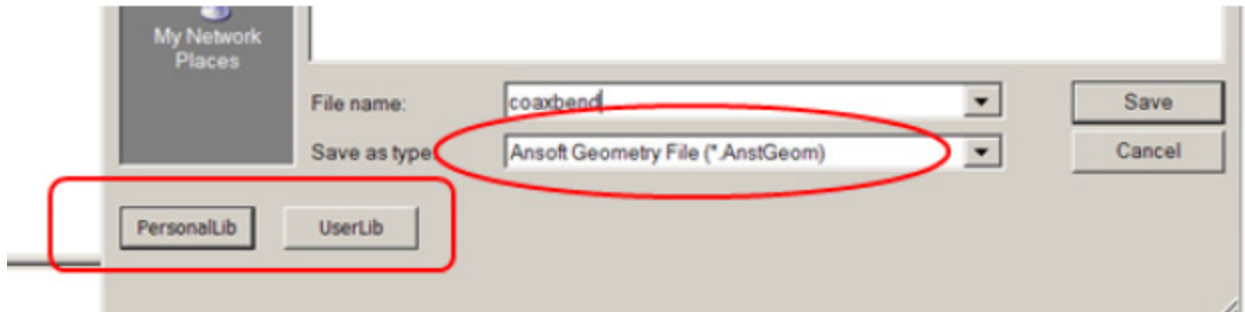 My Network
Places
File name: coaxbend Save
Save as type: Ansoft Geometry File (*.AnstGeom) Cancel
PersonalLib UserLib